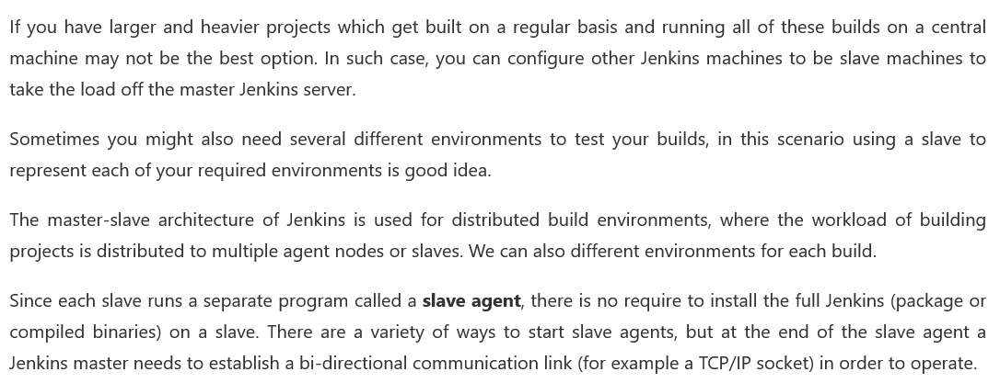 If you have larger and heavier projects which get built on a regular basis and running all of these builds on a central
machine may not be the best option. In such case, you can configure other Jenkins machines to be slave machines to
take the load off the master Jenkins server.
Sometimes you might also need several different environments to test your builds, in this scenario using a slave to
represent each of your required environments is good idea.
The master-slave architecture of Jenkins is used for distributed build environments, where the workload of building
projects is distributed to multiple agent nodes or slaves. We can also different environments for each build.
Since each slave runs a separate program called a slave agent, there is no require to install the full Jenkins (package or
compiled binaries) on a slave. There are a variety of ways to start slave agents, but at the end of the slave agent a
Jenkins master needs to establish a bi-directional communication link (for example a TCP/IP socket) in order to operate.